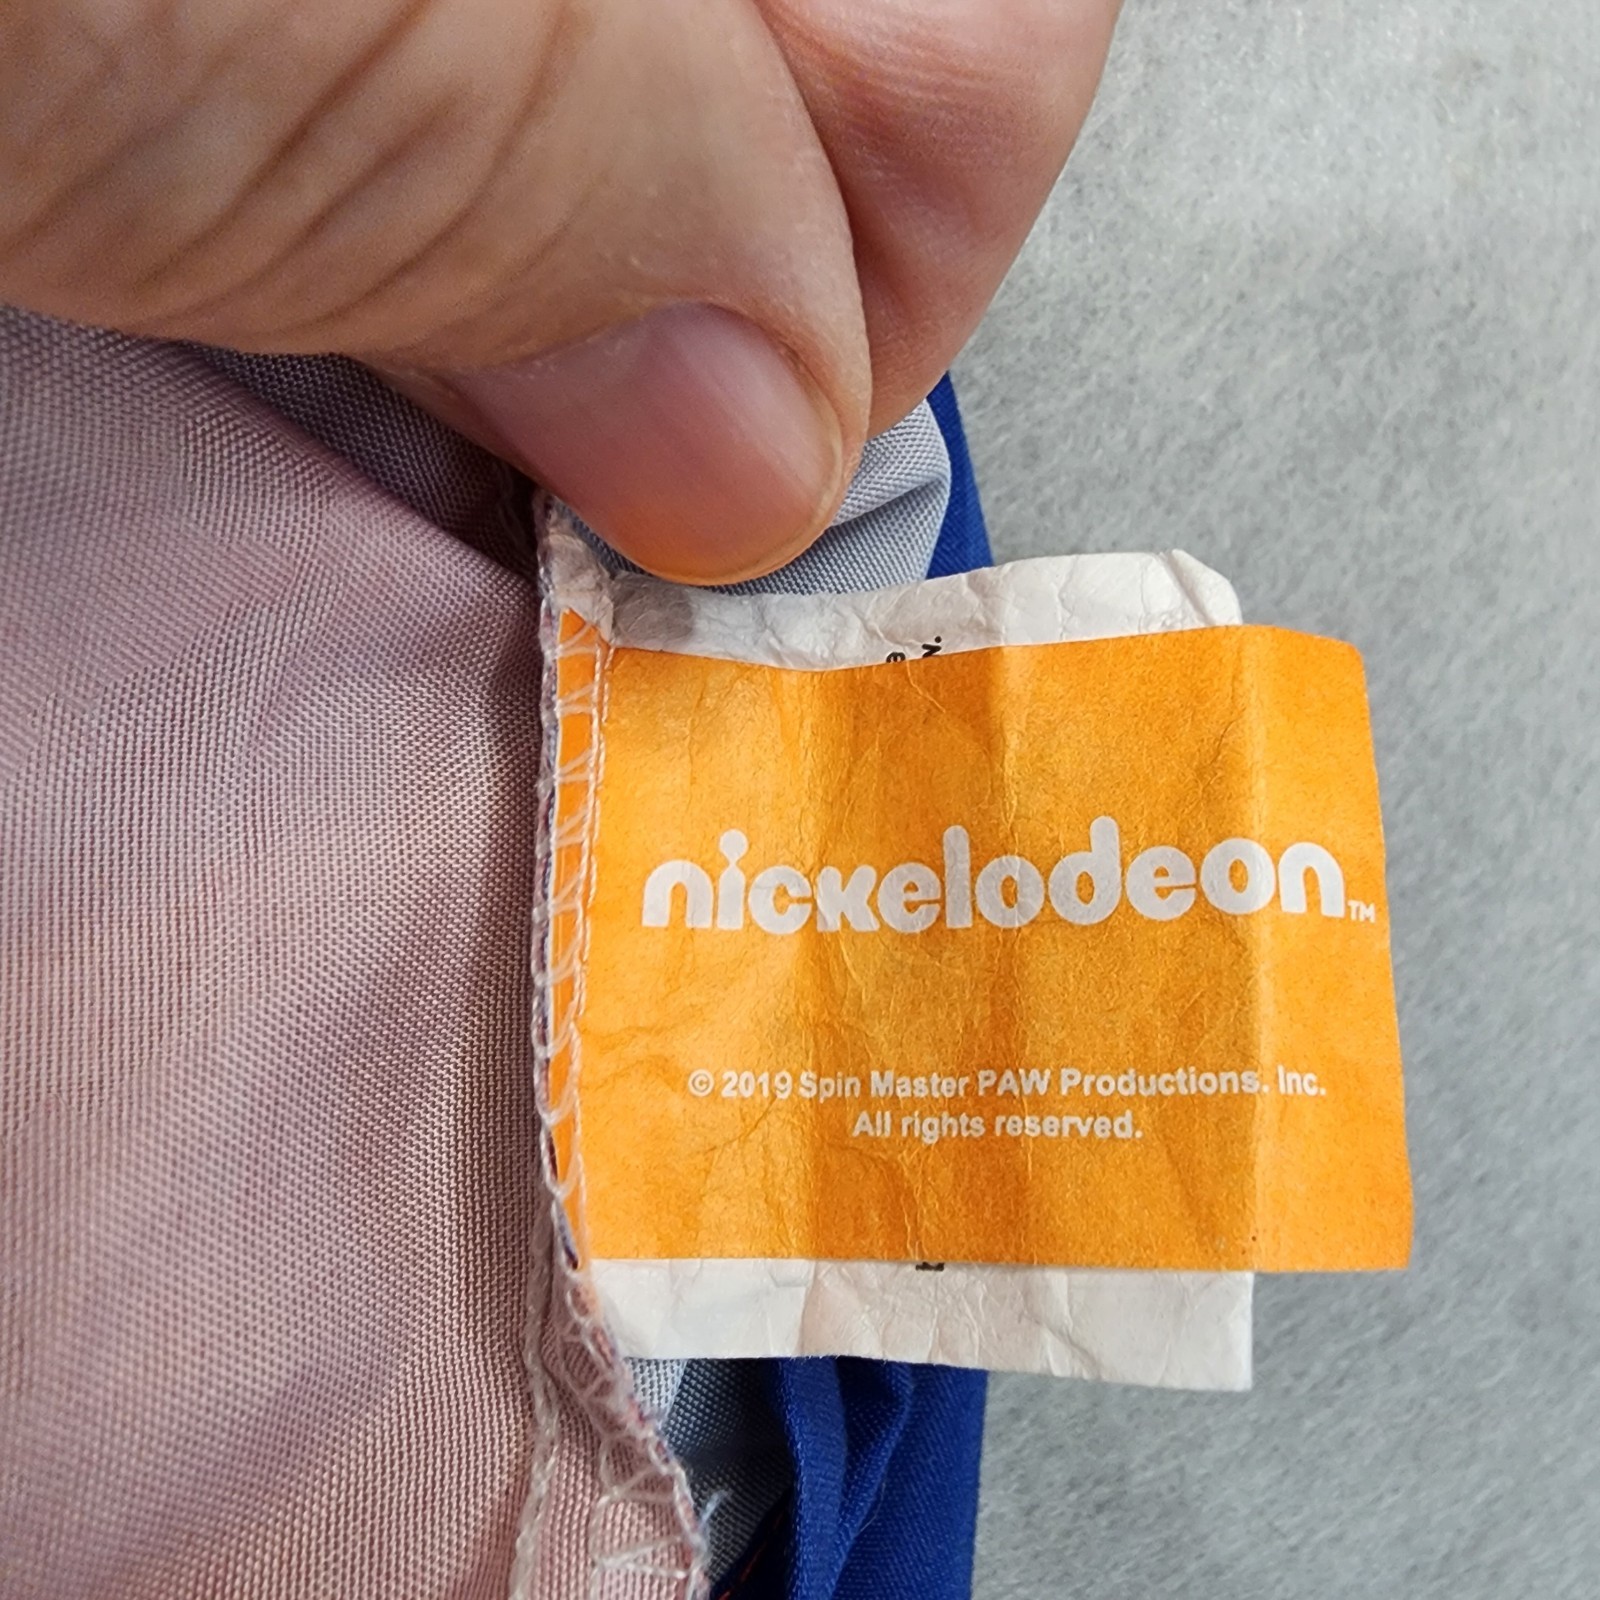 nickelodeon™
© 2019 Spin Master PAW Productions. Inc.
All rights reserved.